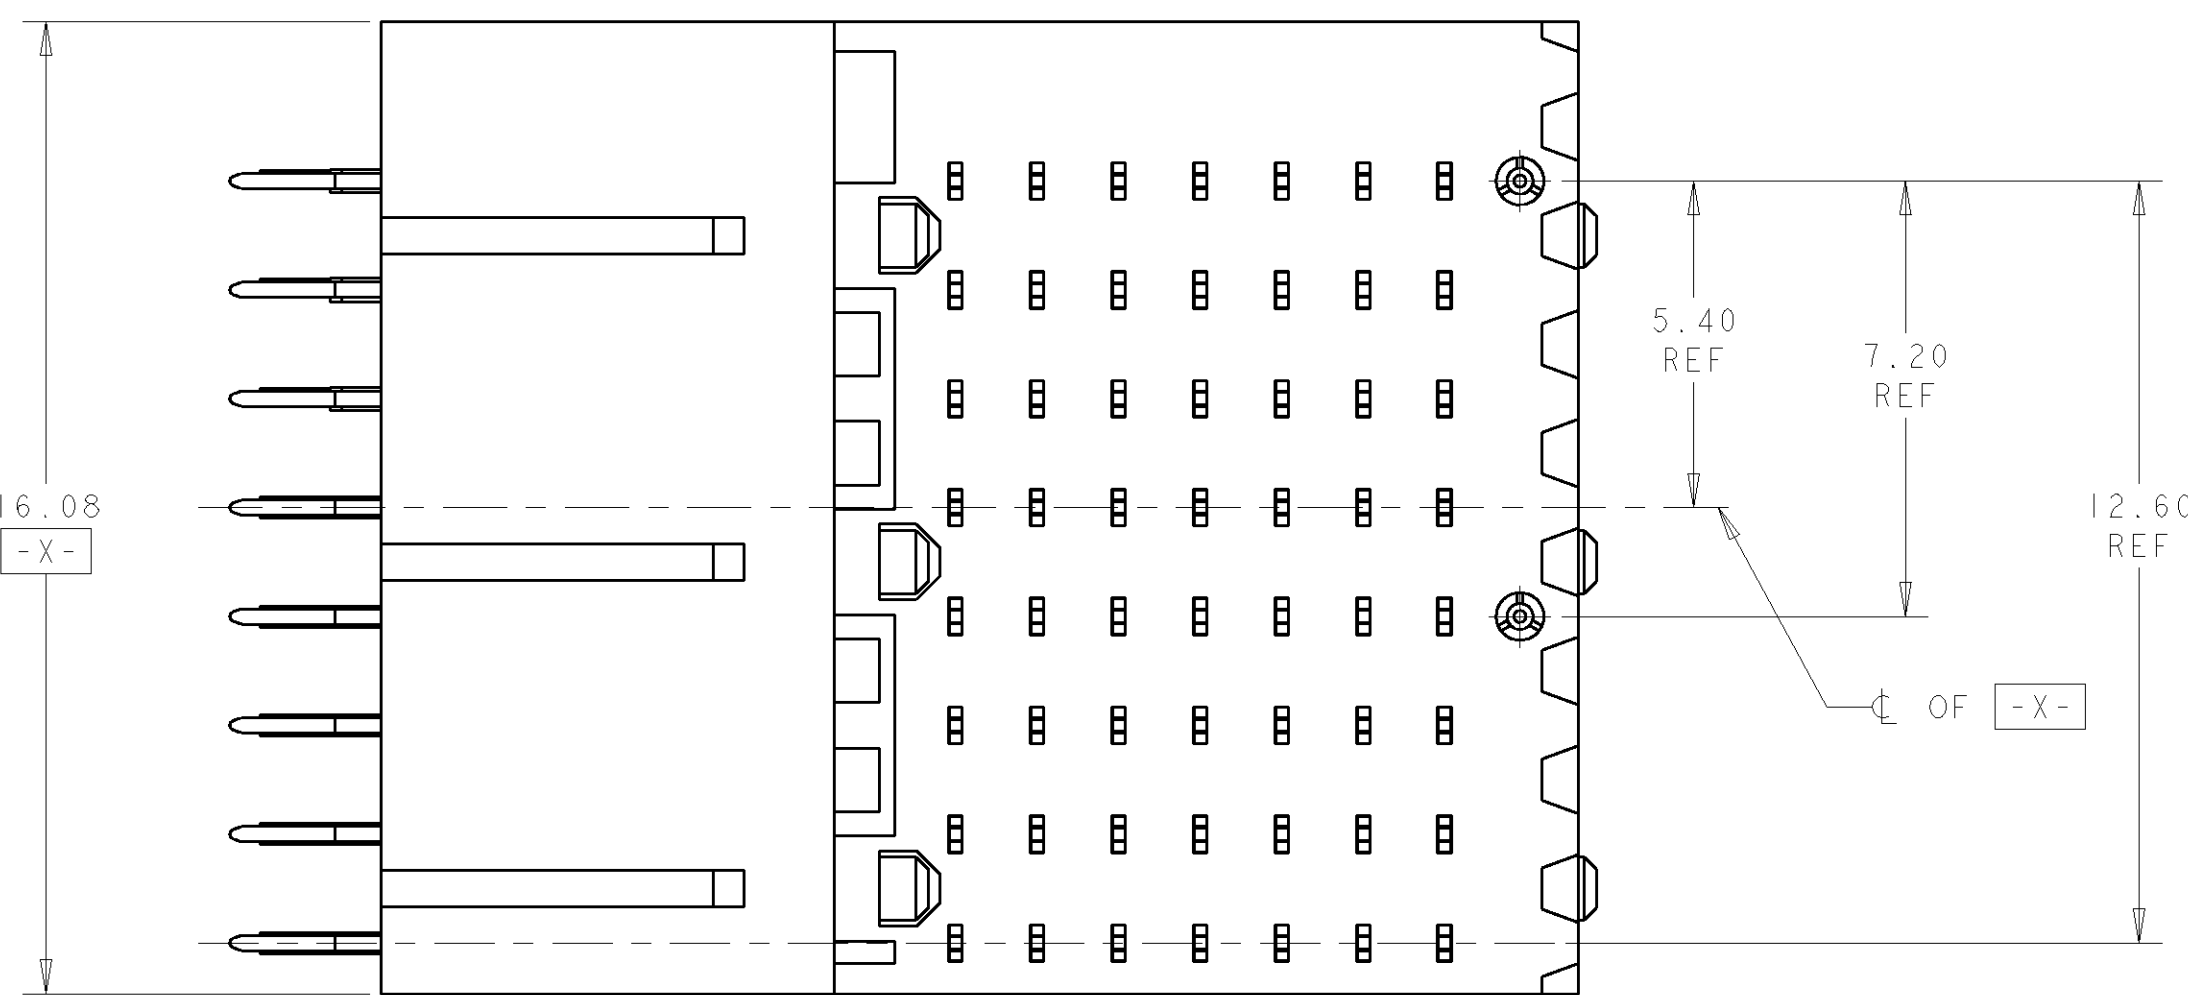 16.08
-X-
5.40
REF
7.20
REF
12.60
REF
℄ OF -X-